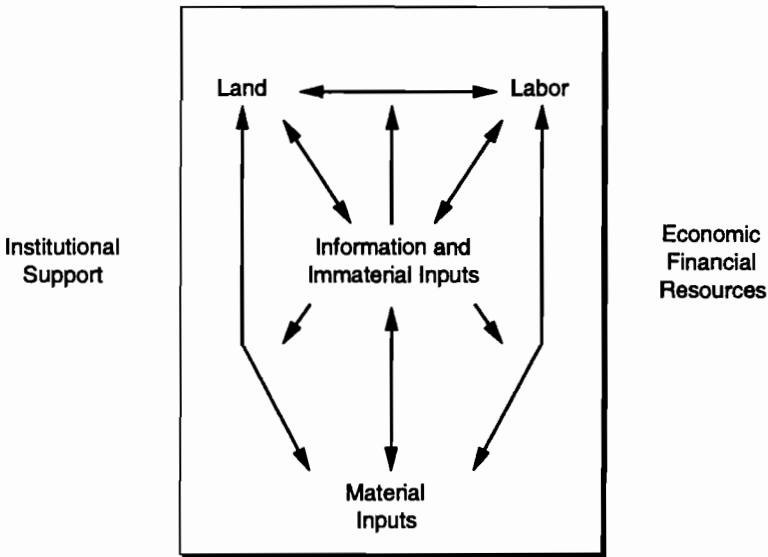 Land
Labor
Institutional
Support
Information and
Immaterial Inputs
Economic
Financial
Resources
Material
Inputs